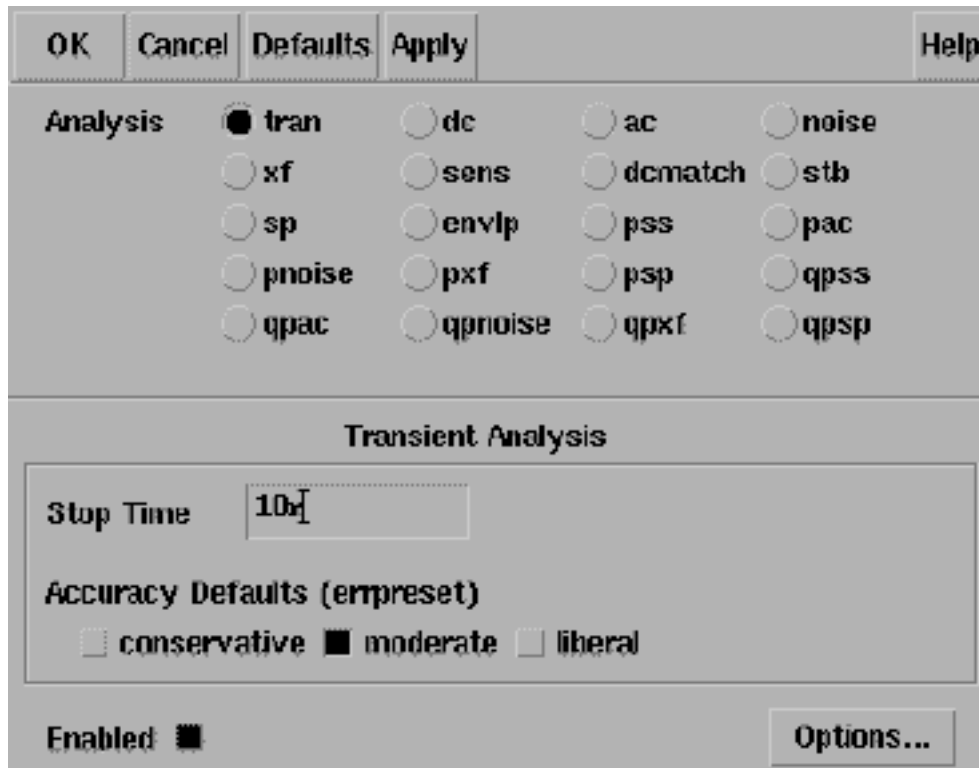 OK Cancel Defaults Apply Help
Analysis tran dc ac noise
xf sens dcmatch stb
sp envlp pss pac
pnoise pxf psp qpss
qpac qpnoise qpxf qpsp
Transient Analysis
Stop Time
Accuracy Defaults (errpreset)
conservative moderate liberal
Enabled Options...